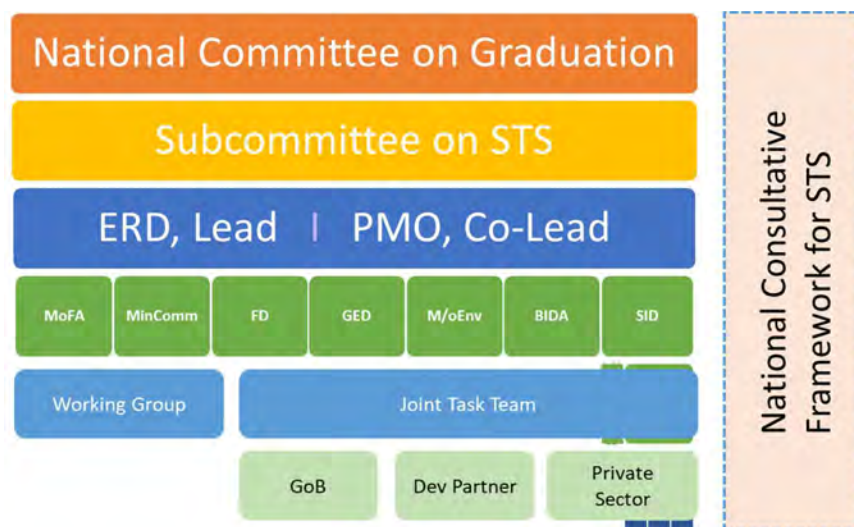 National Committee on Graduation
Subcommittee on STS
ERD, Lead | PMO, Co-Lead
MoFA MinComm FD GED M/oEnv BIDA SID
Working Group Joint Task Team
GoB Dev Partner Private
Sector
National Consultative
Framework for STS